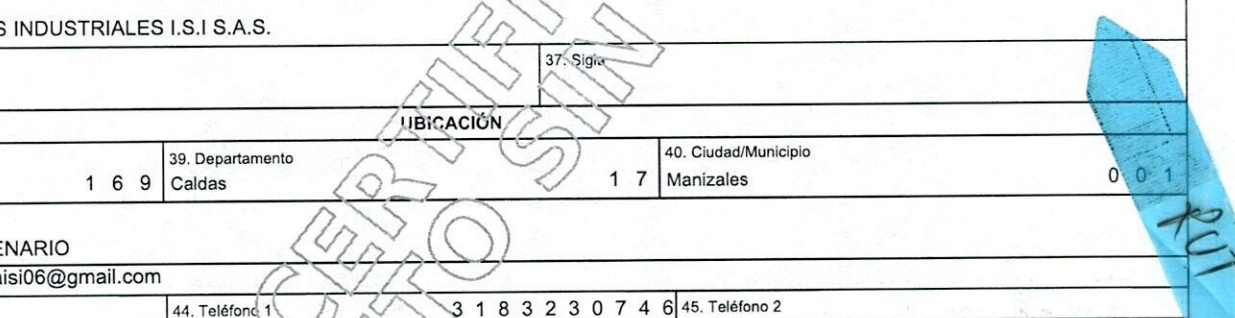 S INDUSTRIALES I.S.I S.A.S.
37. Sigla
UBICACIÓN
39. Departamento
40. Ciudad/Municipio
1 6 9 Caldas 1 7 Manizales 0 0 1
ENARIO
isi06@gmail.com
44. Teléfono 1 3 1 8 3 2 3 0 7 4 6 45. Teléfono 2
RUT
SIN